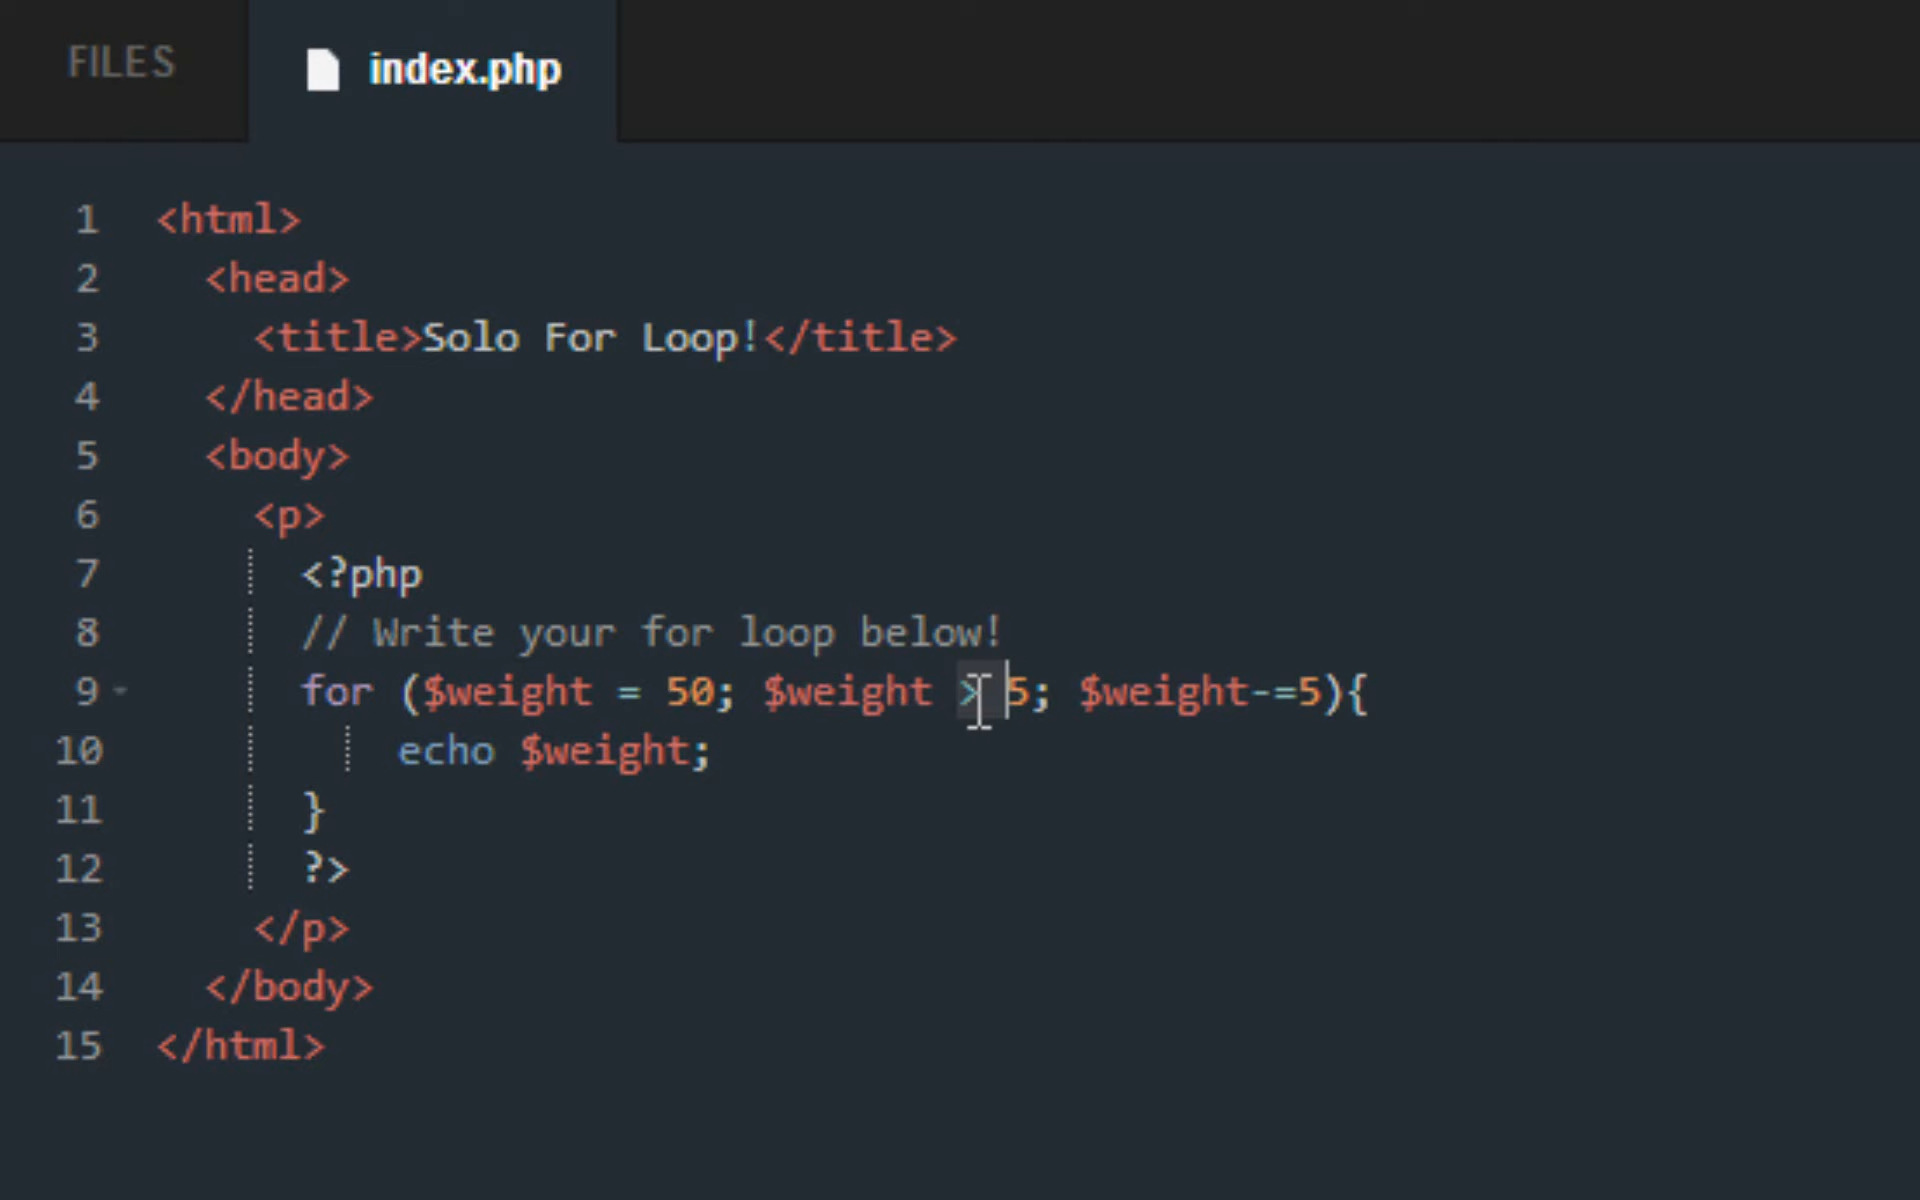 FILES index.php
1 <html>
2 <head>
3 <title>Solo For Loop!</title>
4 </head>
5 <body>
6 <p>
7 <?php
8 // Write your for loop below!
9 for ($weight = 50; $weight > 5; $weight-=5){
10 echo $weight;
11 }
12 ?>
13 </p>
14 </body>
15 </html>